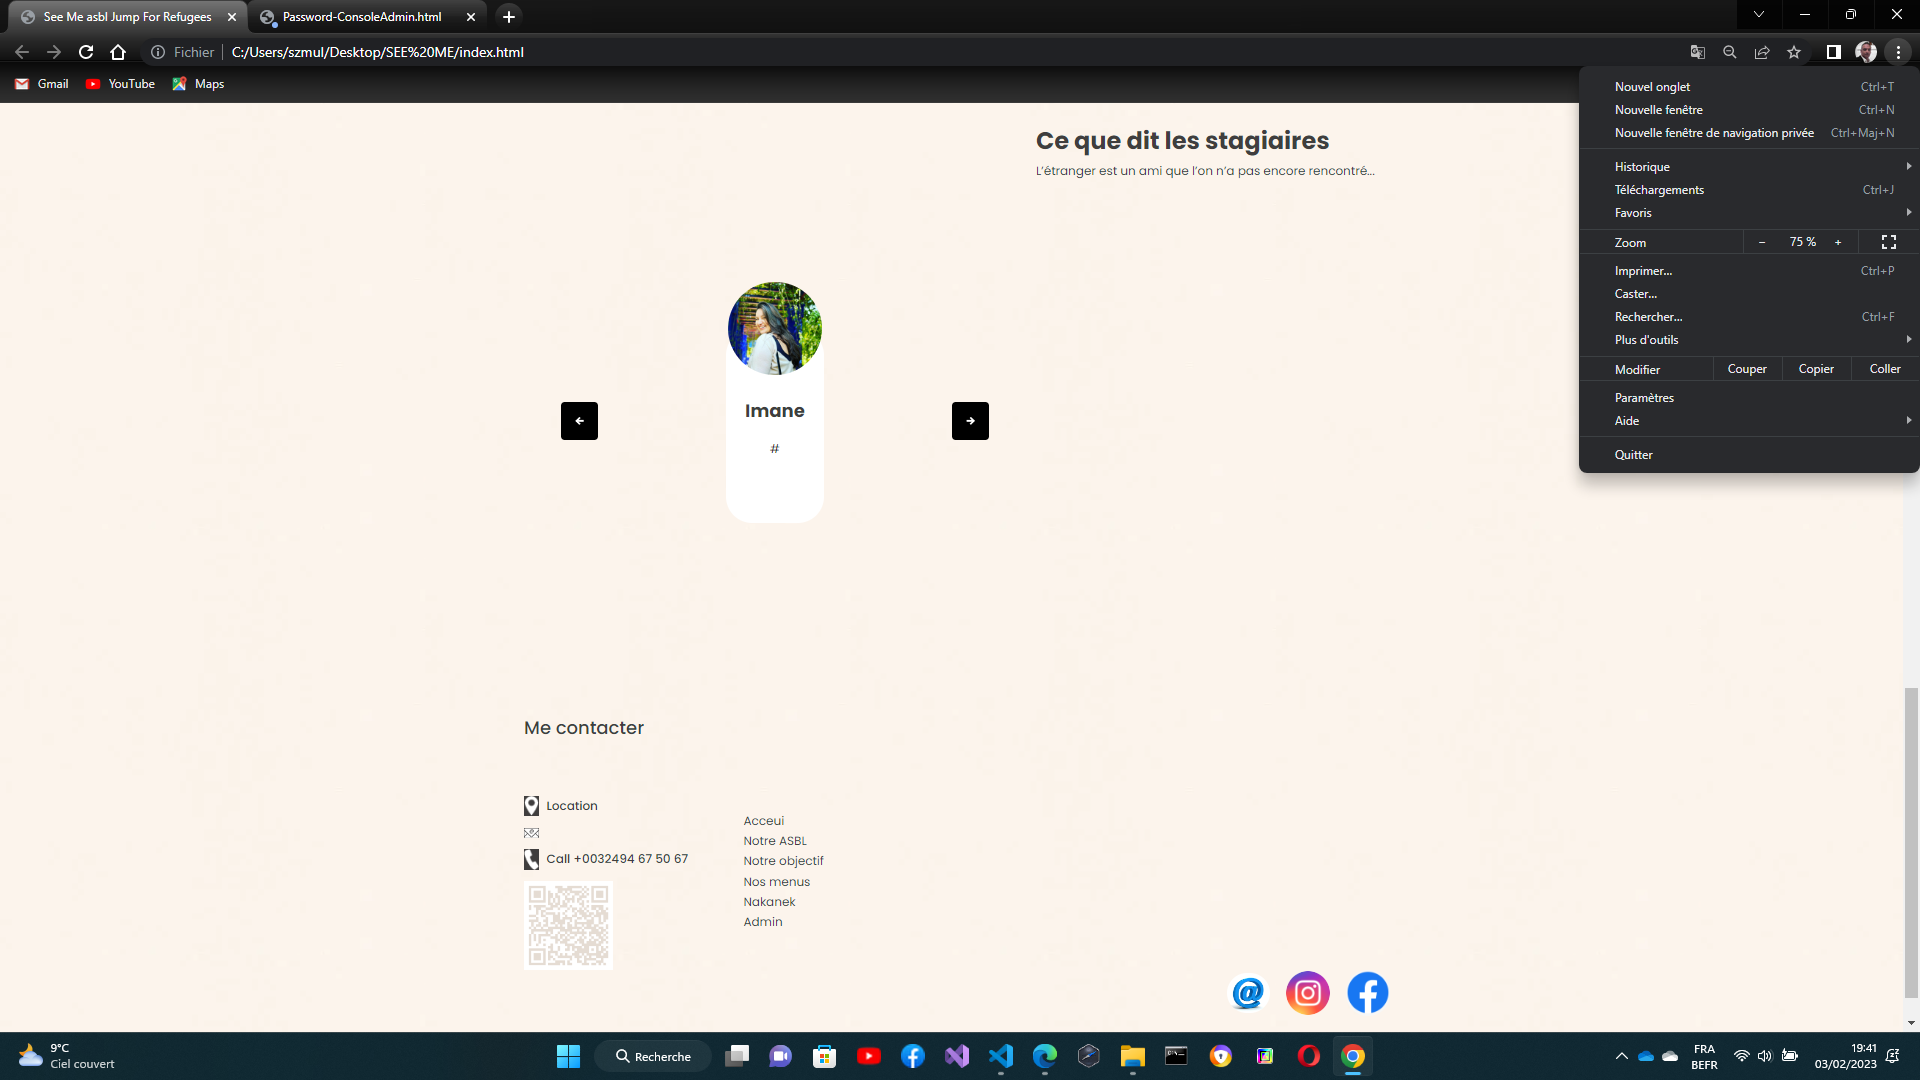 See Me asbl Jump For Refugees
Password-ConsoleAdmin.html
Fichier
C:/Users/szmul/Desktop/SEE%20ME/index.html
Gmail
YouTube
Maps
Nouvel onglet Ctrl+T
Nouvelle fenêtre Ctrl+N
Nouvelle fenêtre de navigation privée Ctrl+Maj+N
Historique
Téléchargements Ctrl+J
Favoris
Zoom − 75 % +
Imprimer... Ctrl+P
Caster...
Rechercher... Ctrl+F
Plus d'outils
Modifier Couper Copier Coller
Paramètres
Aide
Quitter
Ce que dit les stagiaires
L'étranger est un ami que l'on n'a pas encore rencontré...
Imane
#
Me contacter
Location
Call +0032494 67 50 67
Acceui
Notre ASBL
Notre objectif
Nos menus
Nakanek
Admin
9°C
Ciel couvert
Recherche
FRA
BEFR
19:41
03/02/2023